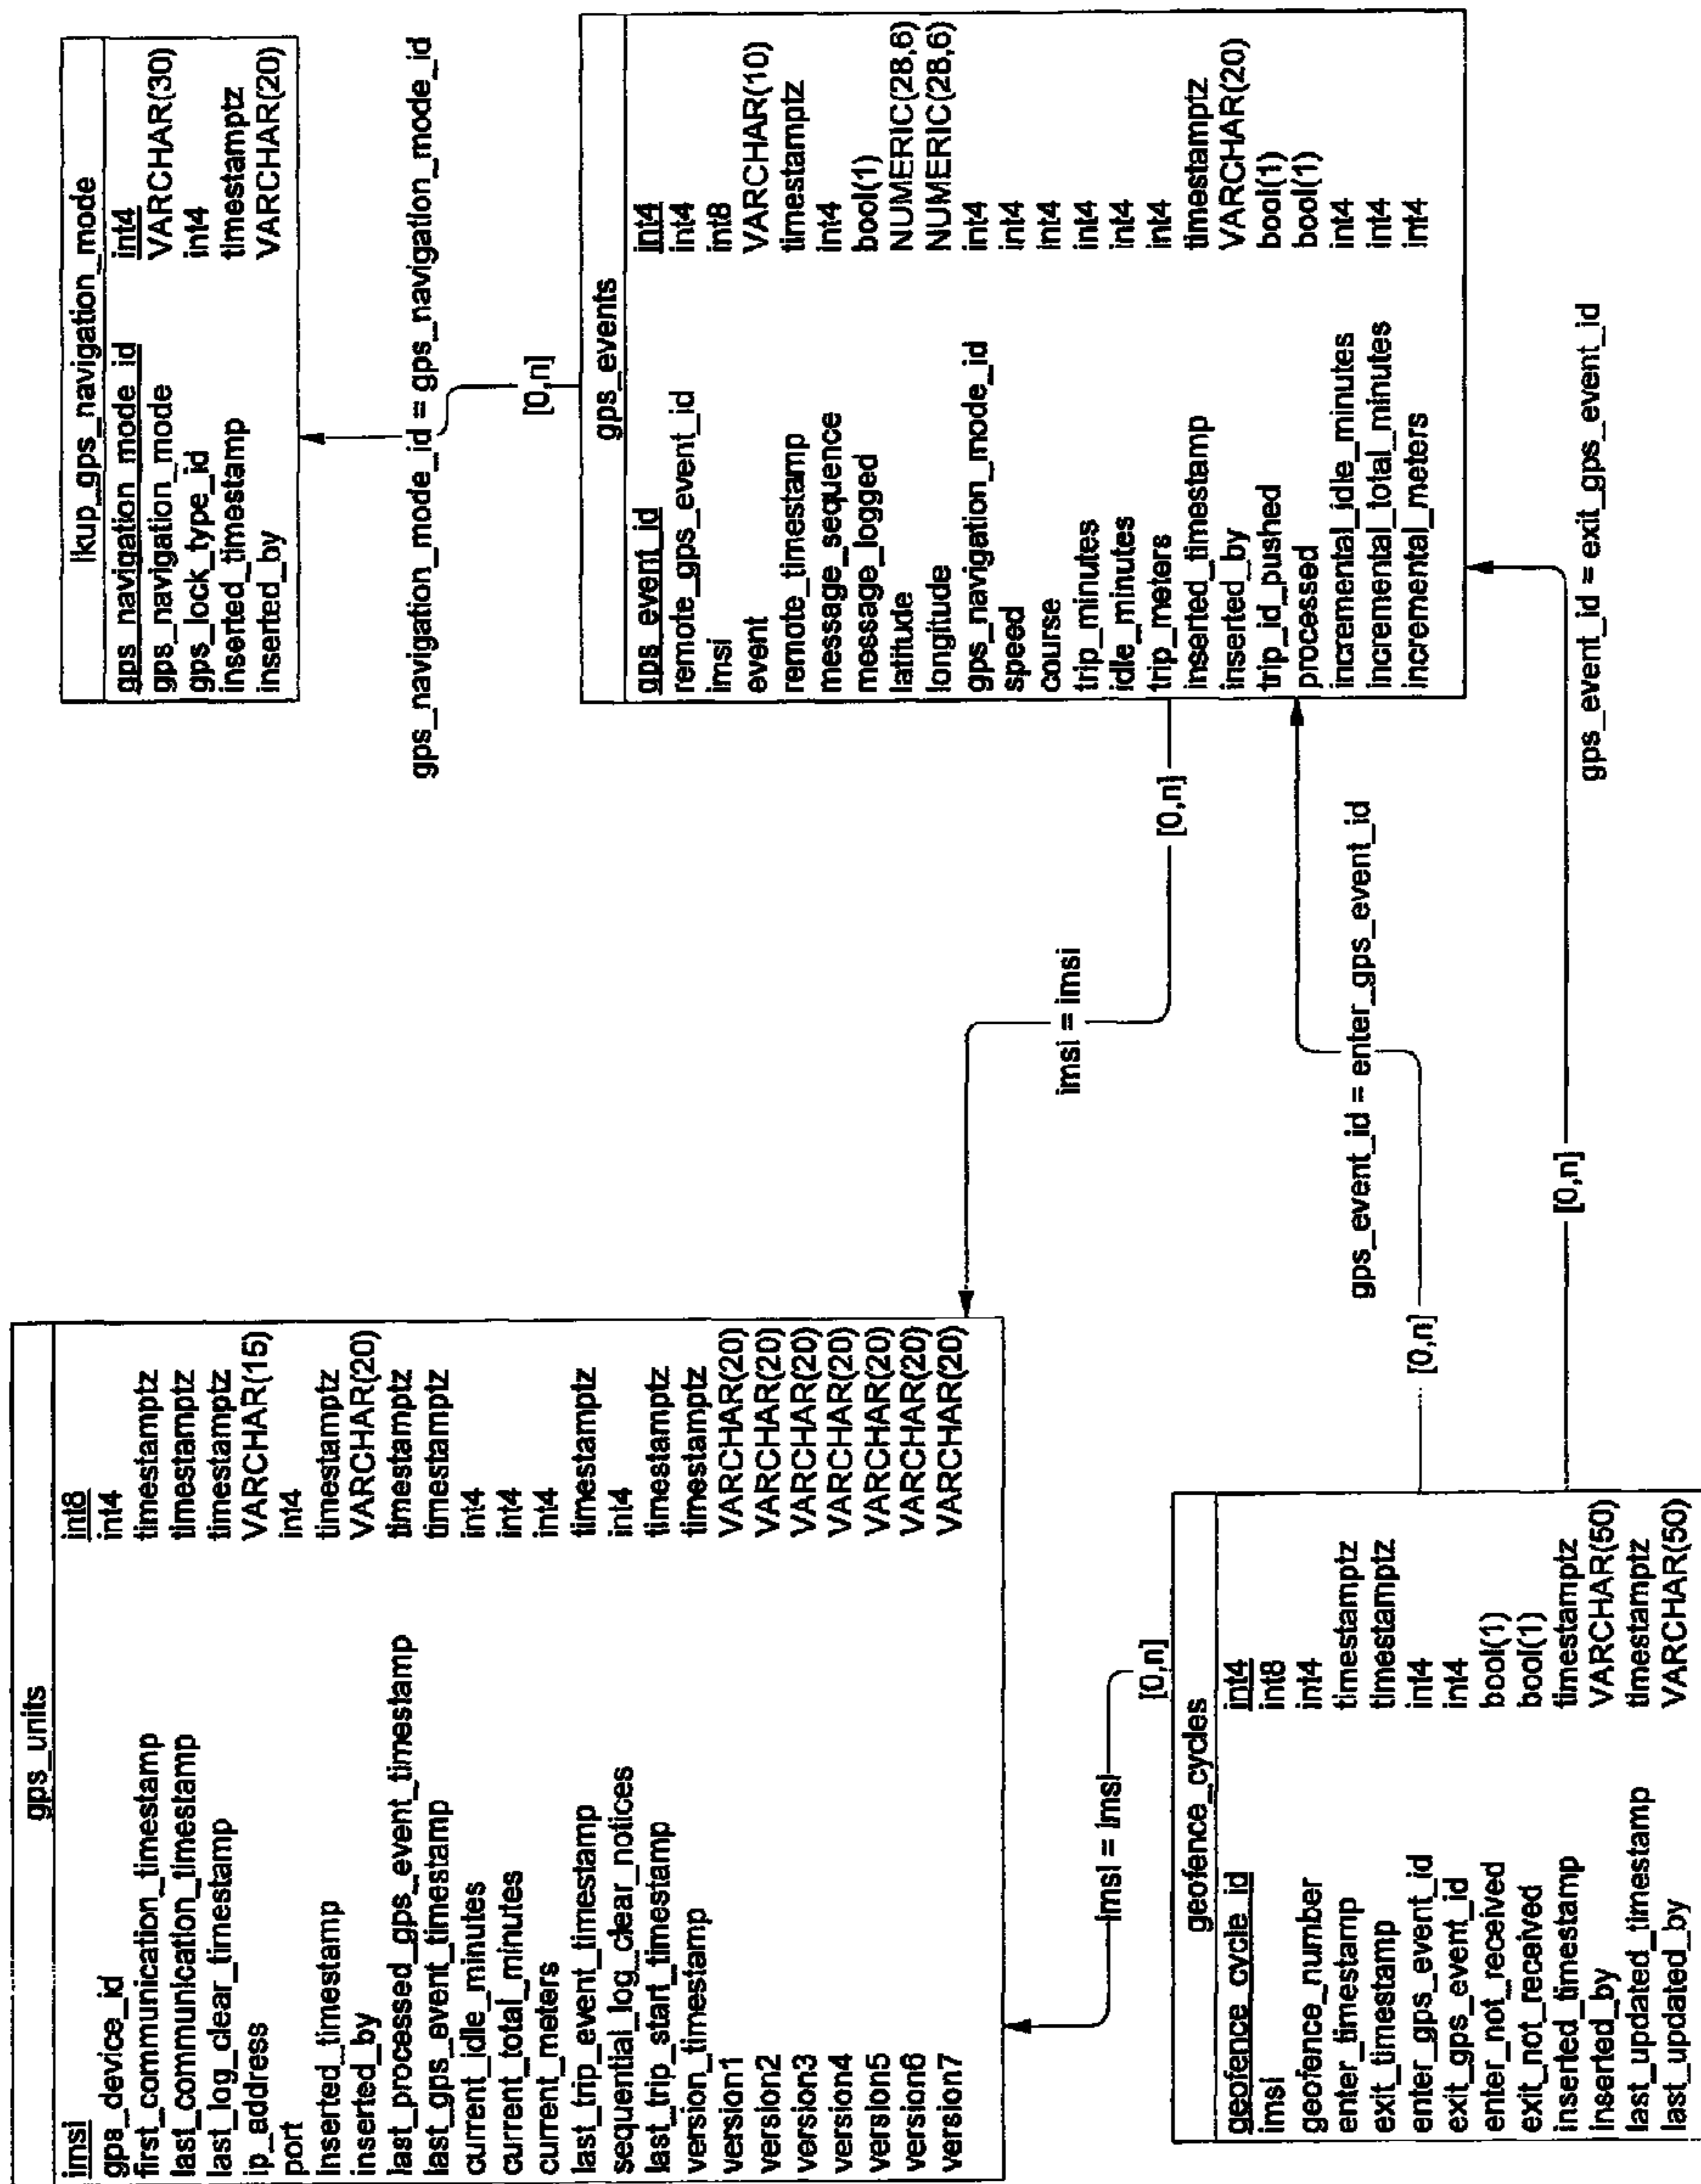 gps_units
imsi int8
gps_device_id int4
first_communication_timestamp timestamptz
last_communication_timestamp timestamptz
last_log_clear_timestamp timestamptz
ip_address VARCHAR(15)
port int4
inserted_timestamp timestamptz
inserted_by VARCHAR(20)
last_processed_gps_event_timestamp timestamptz
last_gps_event_timestamp timestamptz
current_idle_minutes int4
current_total_minutes int4
current_meters int4
last_trip_event_timestamp timestamptz
sequential_log_clear_notices int4
last_trip_start_timestamp timestamptz
version_timestamp timestamptz
version1 VARCHAR(20)
version2 VARCHAR(20)
version3 VARCHAR(20)
version4 VARCHAR(20)
version5 VARCHAR(20)
version6 VARCHAR(20)
version7 VARCHAR(20)
lkup_gps_navigation_mode
gps_navigation_mode_id int4
gps_navigation_mode VARCHAR(30)
gps_lock_type_id int4
inserted_timestamp timestamptz
inserted_by VARCHAR(20)
gps_navigation_mode_id = gps_navigation_mode_id
[0,n]
gps_events
gps_event_id int4
remote_gps_event_id int4
imsi int8
event VARCHAR(10)
remote_timestamp timestamptz
message_sequence int4
message_logged bool(1)
latitude NUMERIC(28,6)
longitude NUMERIC(28,6)
gps_navigation_mode_id int4
speed int4
course int4
trip_minutes int4
idle_minutes int4
trip_meters int4
inserted_timestamp timestamptz
inserted_by VARCHAR(20)
trip_id_pushed bool(1)
processed bool(1)
incremental_idle_minutes int4
incremental_total_minutes int4
incremental_meters int4
imsi = imsi
[0,n]
imsi = imsi
[0,n]
geofence_cycles
geofence_cycle_id int4
imsi int8
geofence_number int4
enter_timestamp timestamptz
exit_timestamp timestamptz
enter_gps_event_id int4
exit_gps_event_id int4
enter_not_received bool(1)
exit_not_received bool(1)
inserted_timestamp timestamptz
inserted_by VARCHAR(50)
last_updated_timestamp timestamptz
last_updated_by VARCHAR(50)
gps_event_id = enter_gps_event_id
[0,n]
[0,n]
gps_event_id = exit_gps_event_id